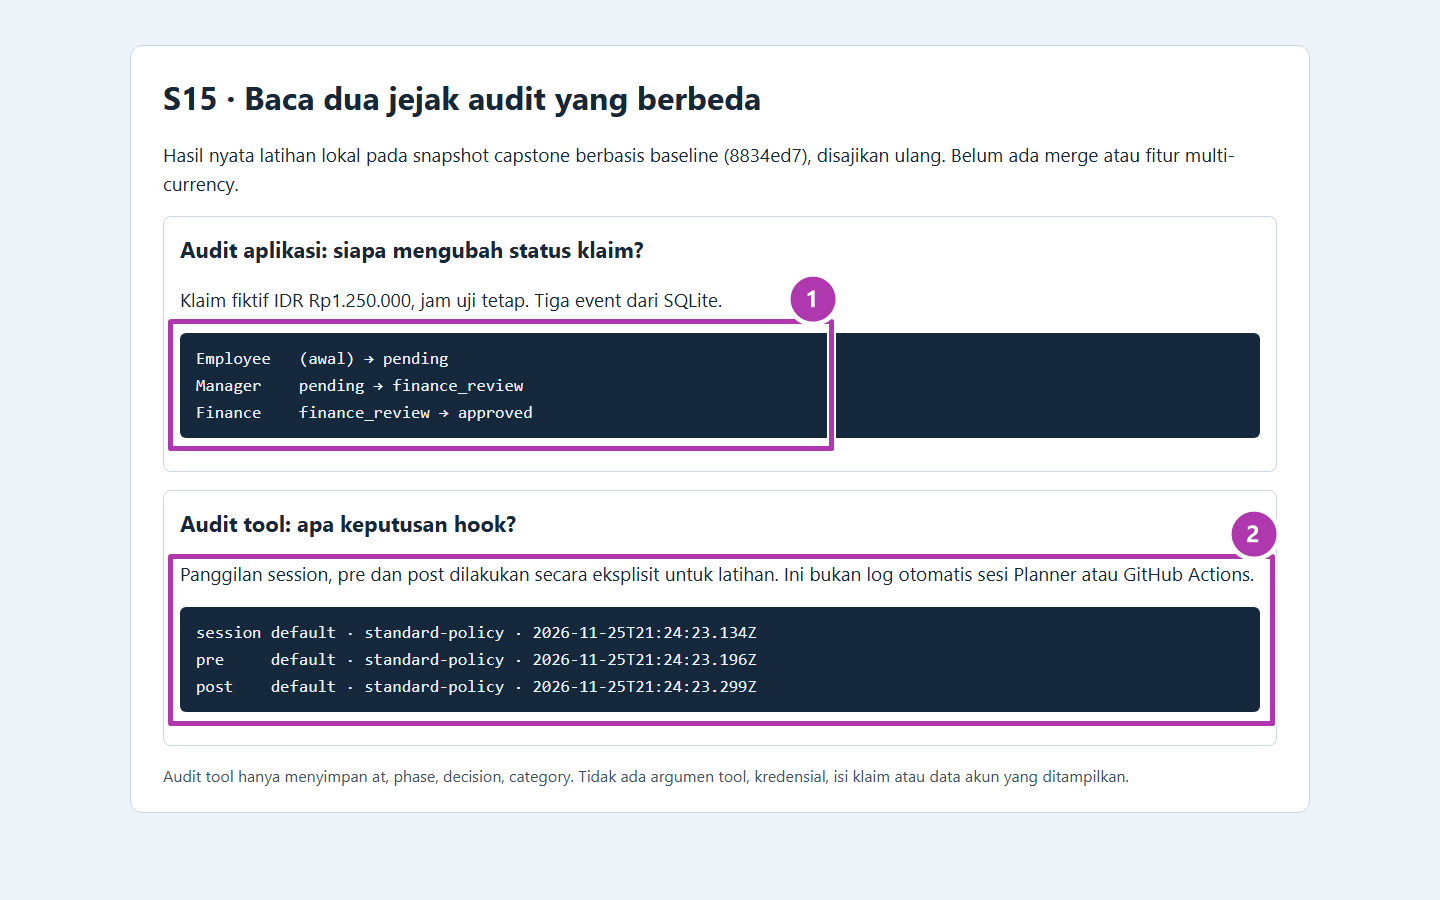 S15 · Baca dua jejak audit yang berbeda
Hasil nyata latihan lokal pada snapshot capstone berbasis baseline (8834ed7), disajikan ulang. Belum ada merge atau fitur multi-
currency.
Audit aplikasi: siapa mengubah status klaim?
Klaim fiktif IDR Rp1.250.000, jam uji tetap. Tiga event dari SQLite.
1
Employee (awal) → pending
Manager pending → finance_review
Finance finance_review → approved
Audit tool: apa keputusan hook?
2
Panggilan session, pre dan post dilakukan secara eksplisit untuk latihan. Ini bukan log otomatis sesi Planner atau GitHub Actions.
session default · standard-policy · 2026-11-25T21:24:23.134Z
pre default · standard-policy · 2026-11-25T21:24:23.196Z
post default · standard-policy · 2026-11-25T21:24:23.299Z
Audit tool hanya menyimpan at, phase, decision, category. Tidak ada argumen tool, kredensial, isi klaim atau data akun yang ditampilkan.